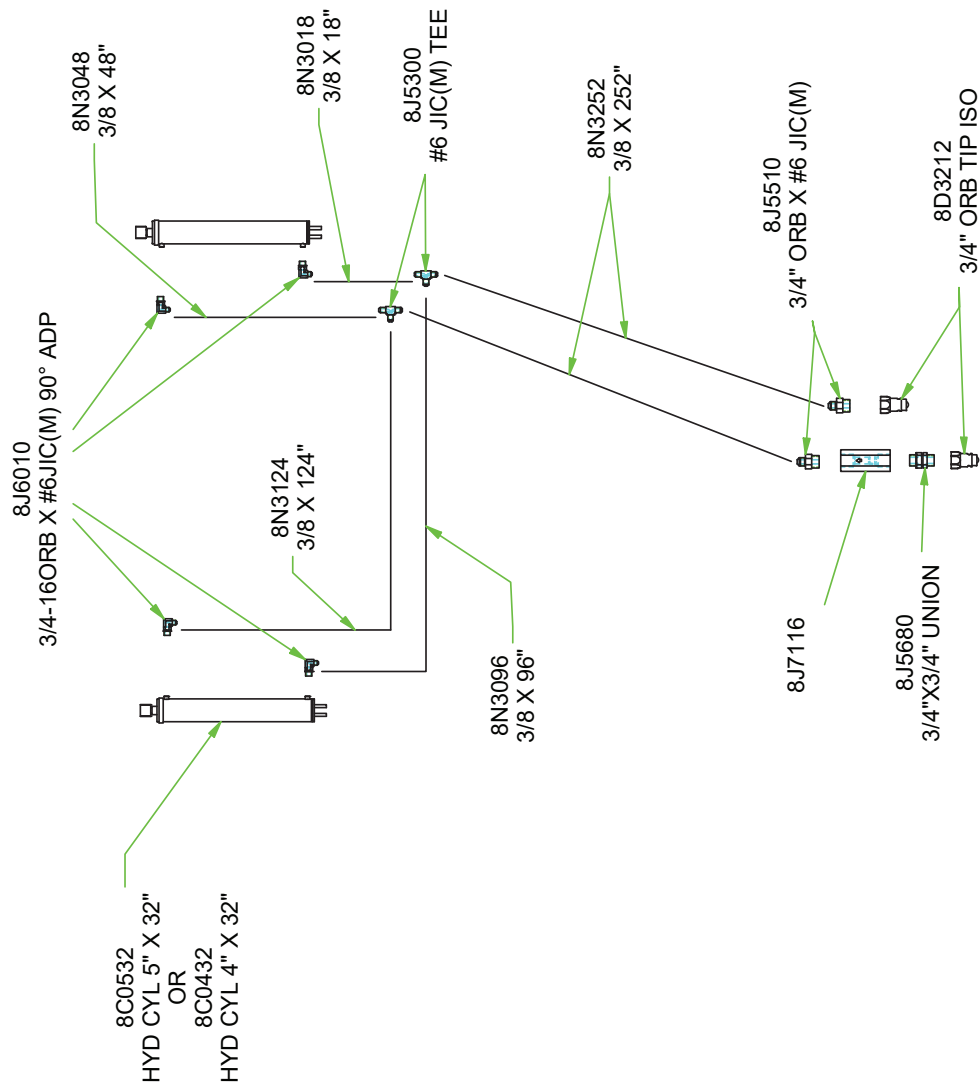 8J6010
3/4-16ORB X #6JIC(M) 90° ADP
8N3048
3/8 X 48"
8N3018
3/8 X 18"
8J5300
#6 JIC(M) TEE
8N3252
3/8 X 252"
8J5510
3/4" ORB X #6 JIC(M)
8D3212
3/4" ORB TIP ISO
8N3124
3/8 X 124"
8N3096
3/8 X 96"
8J7116
8J5680
3/4"X3/4" UNION
8C0532
HYD CYL 5" X 32"
OR
8C0432
HYD CYL 4" X 32"